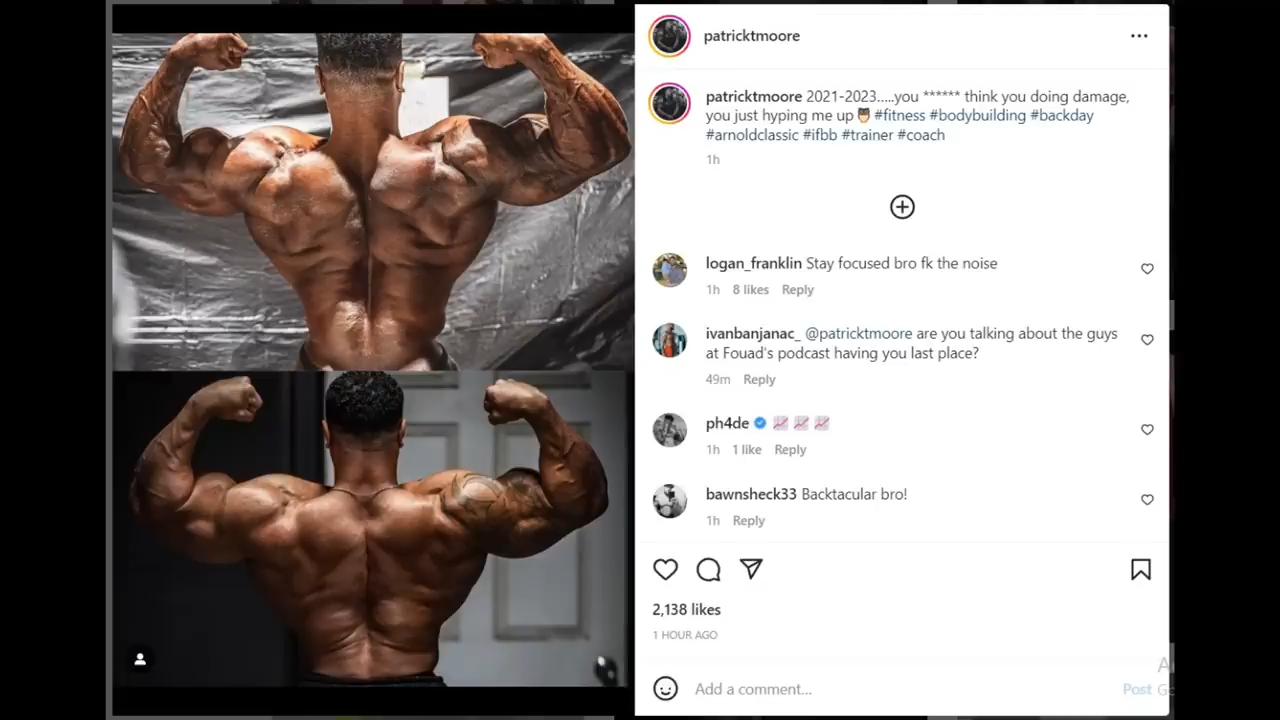 patricktmoore
patricktmoore 2021-2023.....you ****** think you doing damage,
you just hyping me up #fitness #bodybuilding #backday
#arnoldclassic #ifbb #trainer #coach
1h
logan_franklin Stay focused bro fk the noise
1h 8 likes Reply
ivanbanjanac_ @patricktmoore are you talking about the guys
at Fouad's podcast having you last place?
49m Reply
ph4de
1h 1 like Reply
bawnsheck33 Backtacular bro!
1h Reply
2,138 likes
1 HOUR AGO
Add a comment...
Post